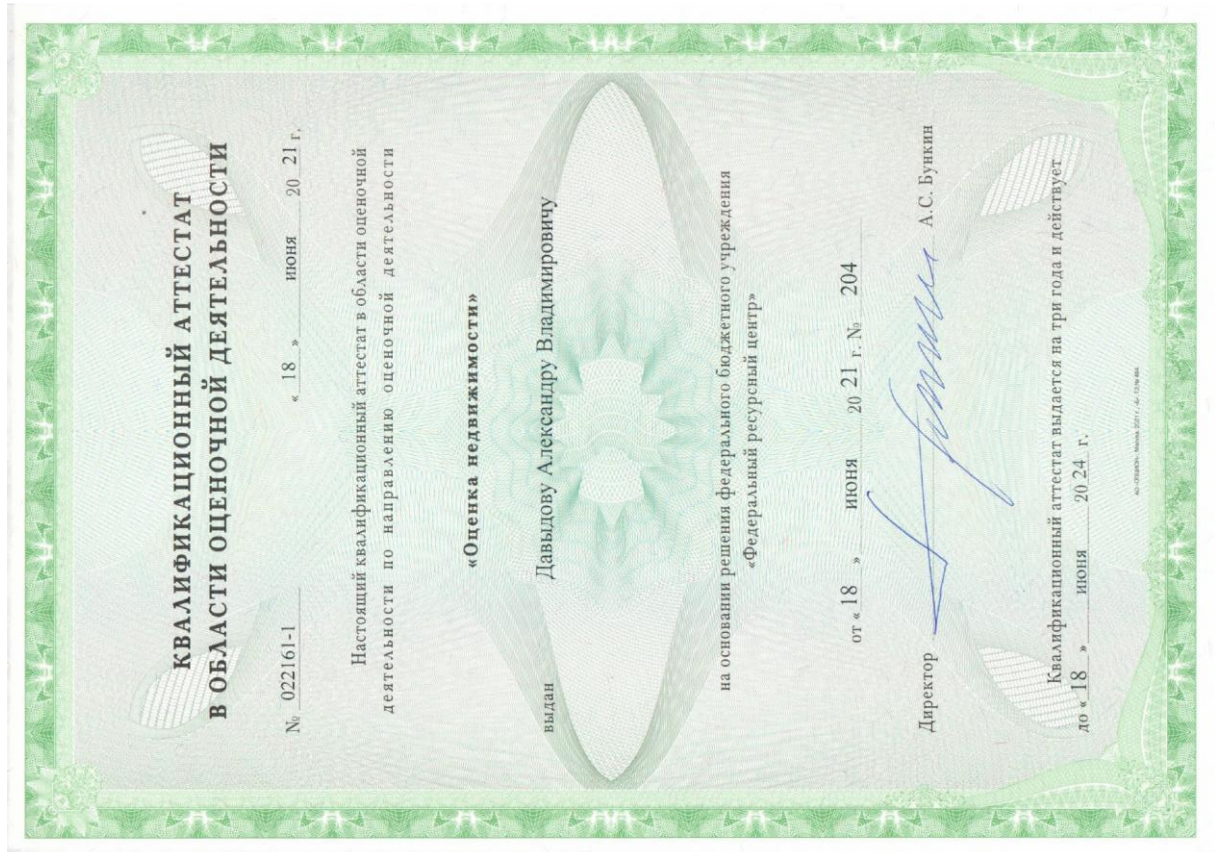 КВАЛИФИКАЦИОННЫЙ АТТЕСТАТ
В ОБЛАСТИ ОЦЕНОЧНОЙ ДЕЯТЕЛЬНОСТИ
№ 022161-1 « 18 » июня 20 21 г.
Настоящий квалификационный аттестат в области оценочной
деятельности по направлению оценочной деятельности
«Оценка недвижимости»
выдан Давыдову Александру Владимировичу
на основании решения федерального бюджетного учреждения
«Федеральный ресурсный центр»
от « 18 » июня 20 21 г. № 204
Директор А.С. Бункин
Квалификационный аттестат выдается на три года и действует
до « 18 » июня 20 24 г.